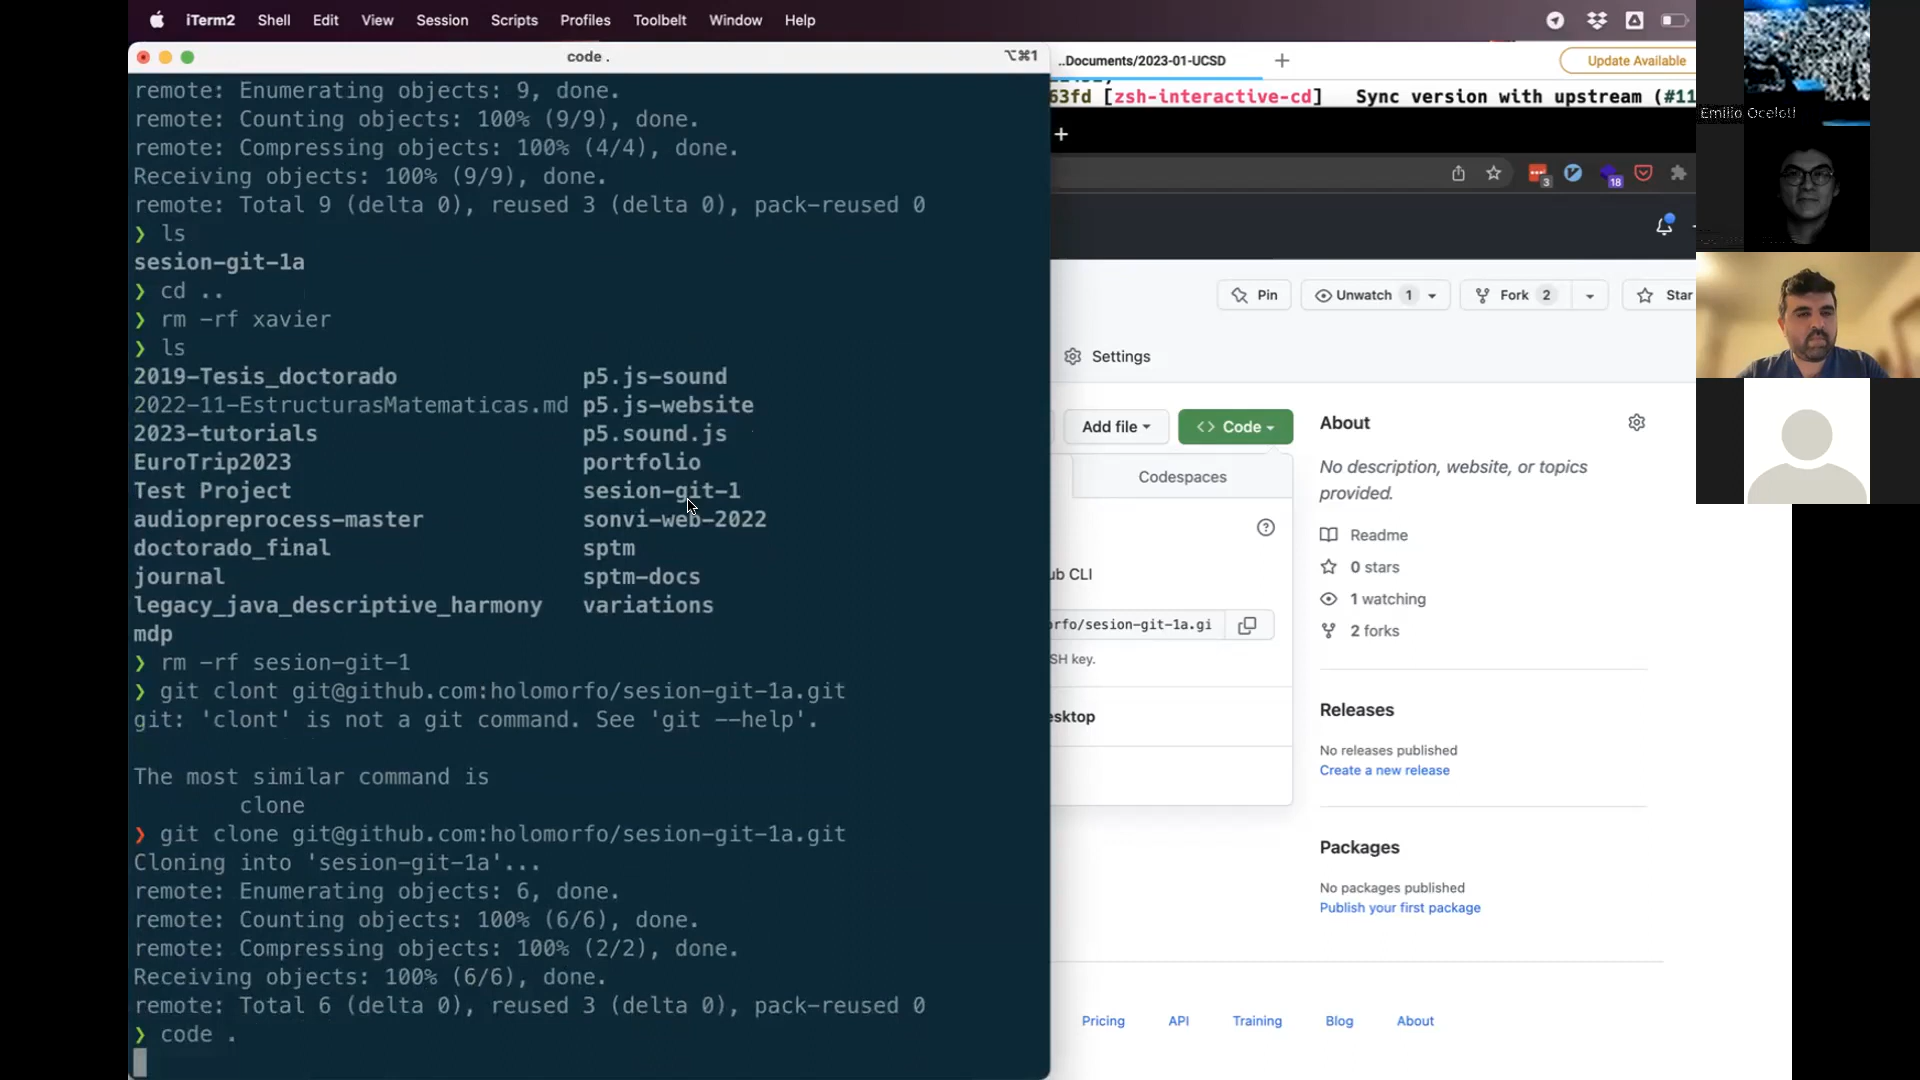 iTerm2 Shell Edit View Session Scripts Profiles Toolbelt Window Help
code .
⌥⌘1
remote: Enumerating objects: 9, done.
remote: Counting objects: 100% (9/9), done.
remote: Compressing objects: 100% (4/4), done.
Receiving objects: 100% (9/9), done.
remote: Total 9 (delta 0), reused 3 (delta 0), pack-reused 0
❯ ls
sesion-git-1a
❯ cd ..
❯ rm -rf xavier
❯ ls
2019-Tesis_doctorado p5.js-sound
2022-11-EstructurasMatematicas.md p5.js-website
2023-tutorials p5.sound.js
EuroTrip2023 portfolio
Test Project sesion-git-1
audiopreprocess-master sonvi-web-2022
doctorado_final sptm
journal sptm-docs
legacy_java_descriptive_harmony variations
mdp
❯ rm -rf sesion-git-1
❯ git clont git@github.com:holomorfo/sesion-git-1a.git
git: 'clont' is not a git command. See 'git --help'.
The most similar command is
clone
❯ git clone git@github.com:holomorfo/sesion-git-1a.git
Cloning into 'sesion-git-1a'...
remote: Enumerating objects: 6, done.
remote: Counting objects: 100% (6/6), done.
remote: Compressing objects: 100% (2/2), done.
Receiving objects: 100% (6/6), done.
remote: Total 6 (delta 0), reused 3 (delta 0), pack-reused 0
❯ code .
..Documents/2023-01-UCSD +
Update Available
63fd [zsh-interactive-cd] Sync version with upstream (#11
+
3
18
Pin
Unwatch 1
Fork 2
Star
Settings
Add file
<> Code
Codespaces
ub CLI
orfo/sesion-git-1a.gi
SH key.
esktop
About
No description, website, or topics
provided.
Readme
0 stars
1 watching
2 forks
Releases
No releases published
Create a new release
Packages
No packages published
Publish your first package
Pricing API Training Blog About
Emilio Ocelotl